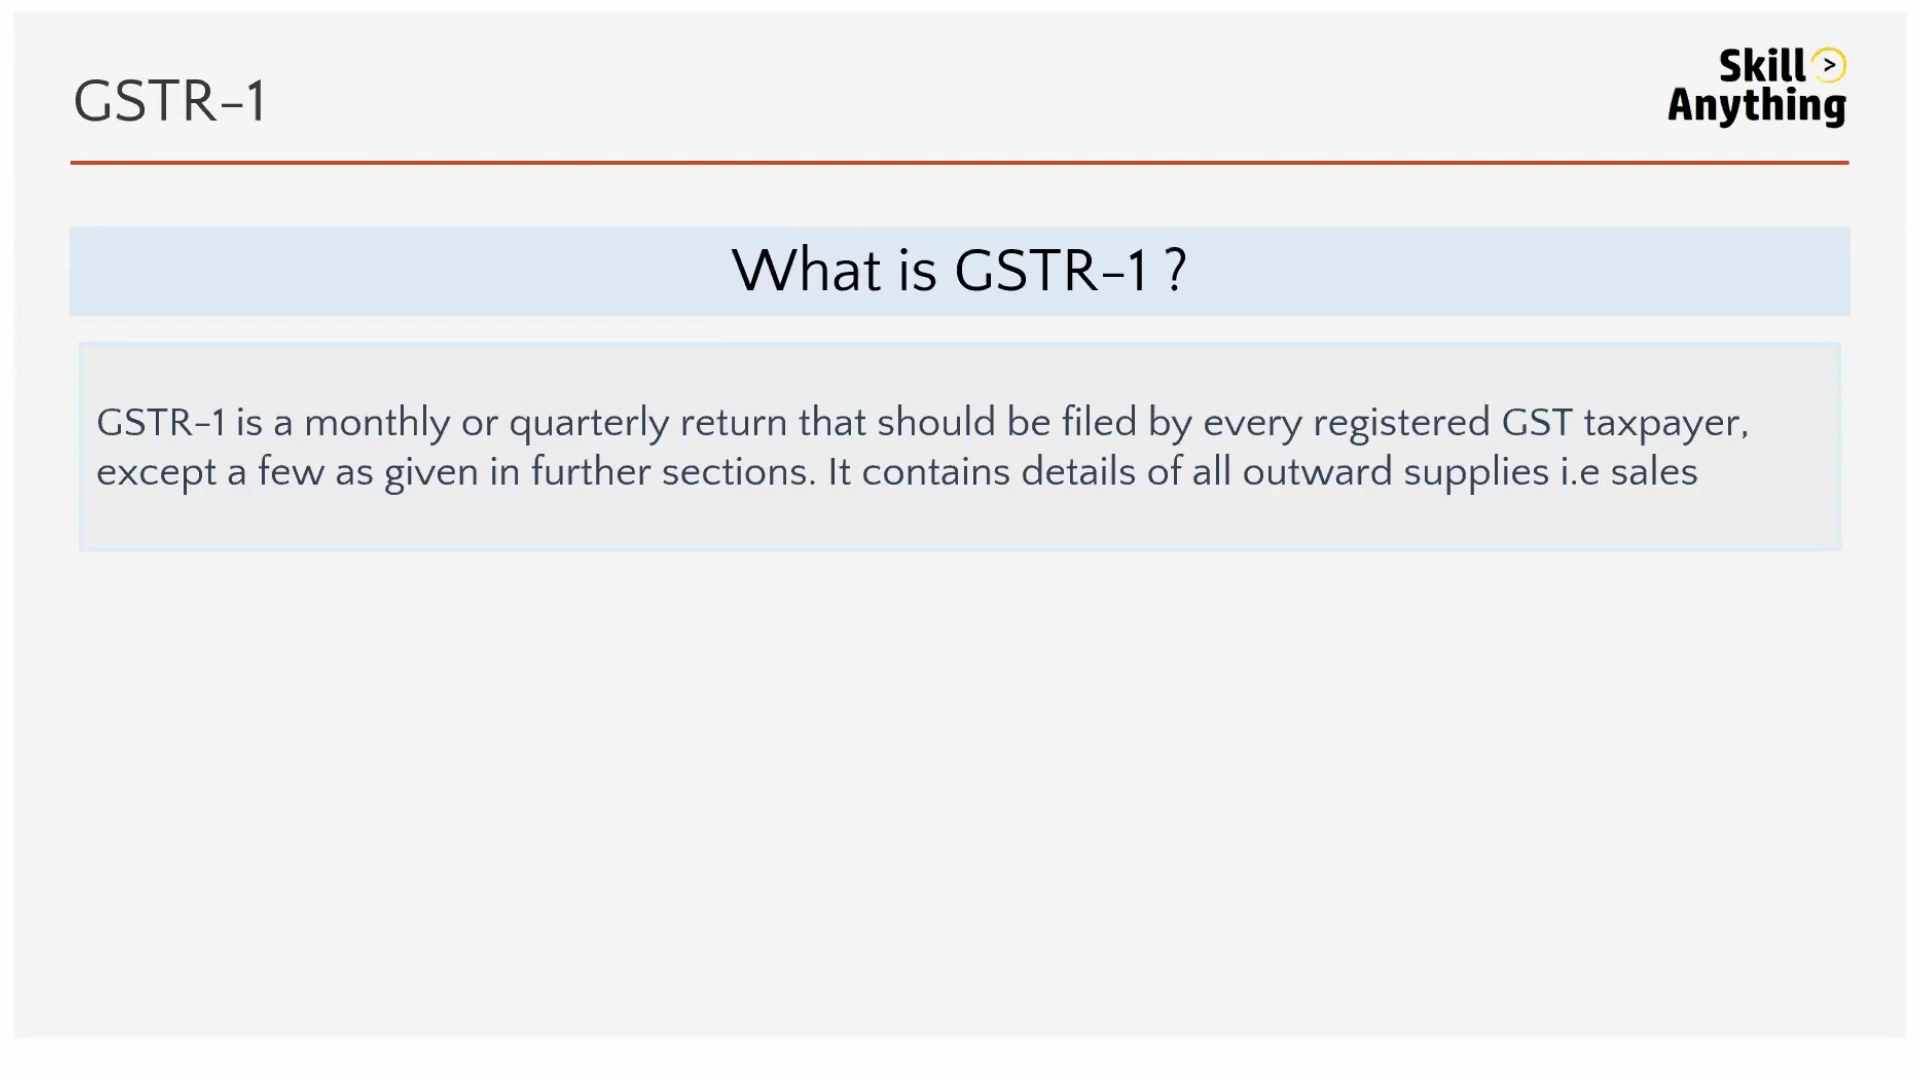 GSTR-1
Skill >
Anything
What is GSTR-1 ?
GSTR-1 is a monthly or quarterly return that should be filed by every registered GST taxpayer,
except a few as given in further sections. It contains details of all outward supplies i.e sales